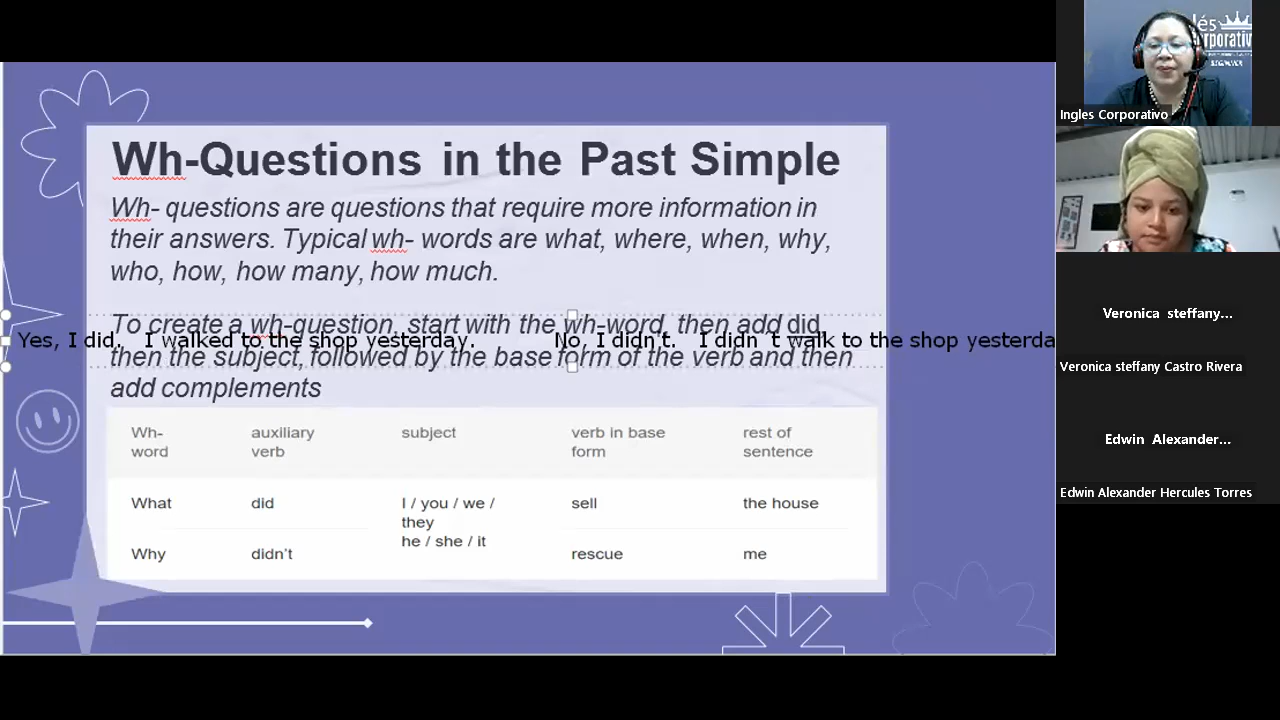 Wh-Questions in the Past Simple
Wh- questions are questions that require more information in
their answers. Typical wh- words are what, where, when, why,
who, how, how many, how much.
To create a wh-question, start with the wh-word, then add did,
Yes, I did. I walked to the shop yesterday. No, I didn't. I didn´t walk to the shop yesterda
then the subject, followed by the base form of the verb and then
add complements
Wh-word auxiliary verb subject verb in base form rest of sentence
What did I / you / we / they he / she / it sell the house
Why didn't rescue me
Ingles Corporativo
Veronica steffany...
Veronica steffany Castro Rivera
Edwin Alexander...
Edwin Alexander Hercules Torres